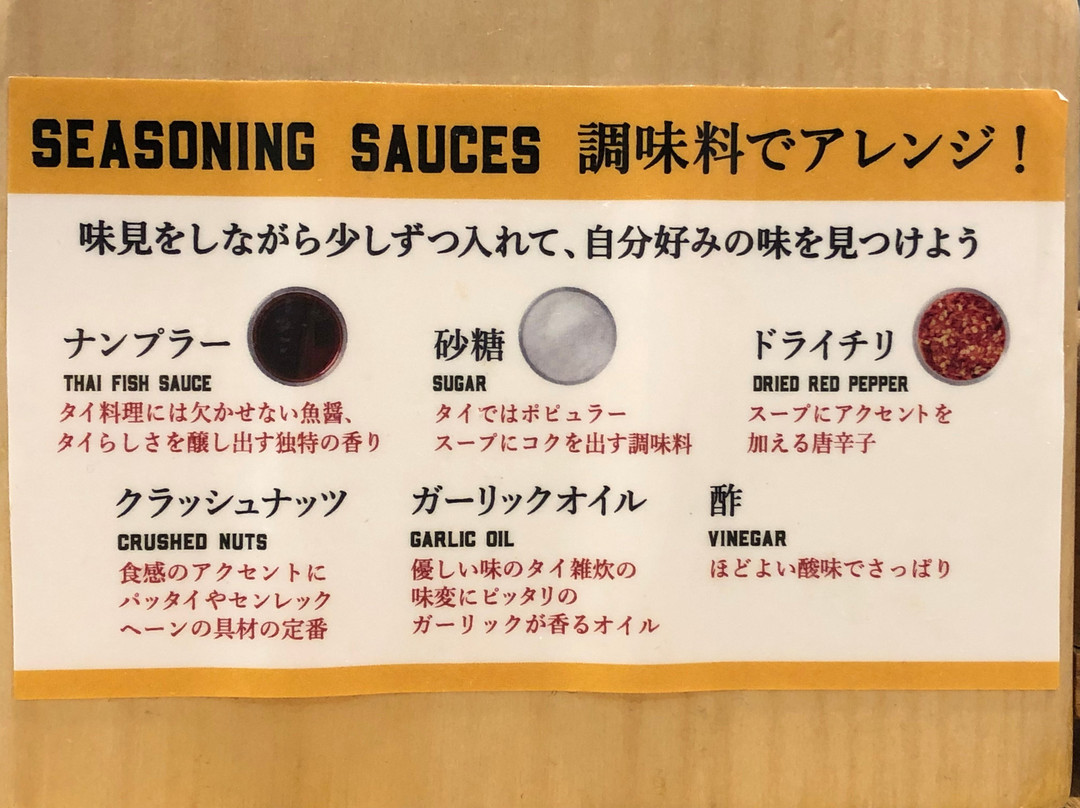 SEASONING SAUCES 調味料でアレンジ！
味見をしながら少しずつ入れて、自分好みの味を見つけよう
ナンプラー
THAI FISH SAUCE
タイ料理には欠かせない魚醤、
タイらしさを醸し出す独特の香り
砂糖
SUGAR
タイではポピュラー
スープにコクを出す調味料
ドライチリ
DRIED RED PEPPER
スープにアクセントを
加える唐辛子
クラッシュナッツ
CRUSHED NUTS
食感のアクセントに
パッタイやセンレック
ヘーンの具材の定番
ガーリックオイル
GARLIC OIL
優しい味のタイ雑炊の
味変にピッタリの
ガーリックが香るオイル
酢
VINEGAR
ほどよい酸味でさっぱり